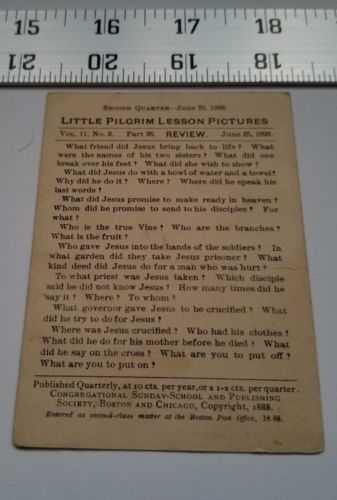 15 16 17 18
21 20 19 18
Second Quarter—June 25, 1899.
Little Pilgrim Lesson Pictures
Vol. 11, No. 2. Part 26. REVIEW. June 25, 1899.
What friend did Jesus bring back to life? What
were the names of his two sisters? What did one
break over his feet? What did she wish to show?
What did Jesus do with a bowl of water and a towel?
Why did he do it? Where? Where did he speak his
last words?
What did Jesus promise to make ready in heaven?
Whom did he promise to send to his disciples? For
what?
Who is the true Vine? Who are the branches?
What is the fruit?
Who gave Jesus into the hands of the soldiers? In
what garden did they take Jesus prisoner? What
kind deed did Jesus do for a man who was hurt?
To what priest was Jesus taken? Which disciple
said he did not know Jesus? How many times did he
say it? Where? To whom?
What governor gave Jesus to be crucified? What
did he try to do for Jesus?
Where was Jesus crucified? Who had his clothes?
What did he do for his mother before he died? What
did he say on the cross? What are you to put off?
What are you to put on?
Published Quarterly, at 10 cts. per year, or 2 1-2 cts. per quarter.
Congregational Sunday-School and Publishing
Society, Boston and Chicago, Copyright, 1888.
Entered as second-class matter at the Boston Post Office, 1888.